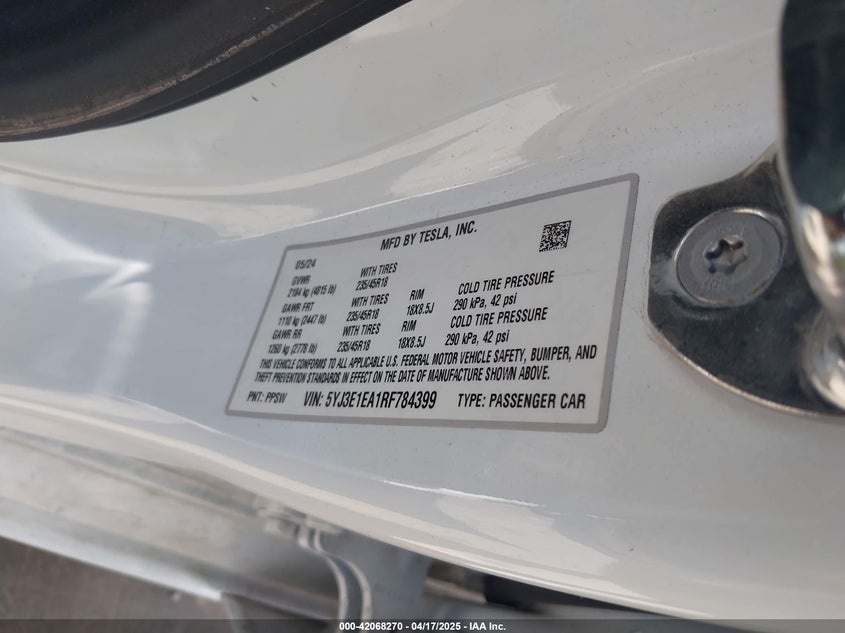 MFD BY TESLA, INC.
05/24
GVWR WITH TIRES
2184 kg (4815 lb) 235/45R18
GAWR FRT WITH TIRES RIM COLD TIRE PRESSURE
1110 kg (2447 lb) 235/45R18 18X8.5J 290 kPa, 42 psi
GAWR RR WITH TIRES RIM COLD TIRE PRESSURE
1260 kg (2778 lb) 235/45R18 18X8.5J 290 kPa, 42 psi
THIS VEHICLE CONFORMS TO ALL APPLICABLE U.S. FEDERAL MOTOR VEHICLE SAFETY, BUMPER, AND
THEFT PREVENTION STANDARDS IN EFFECT ON THE DATE OF MANUFACTURE SHOWN ABOVE.
PNT: PPSW VIN: 5YJ3E1EA1RF784399 TYPE: PASSENGER CAR
000-42068270 - 04/17/2025 - IAA Inc.